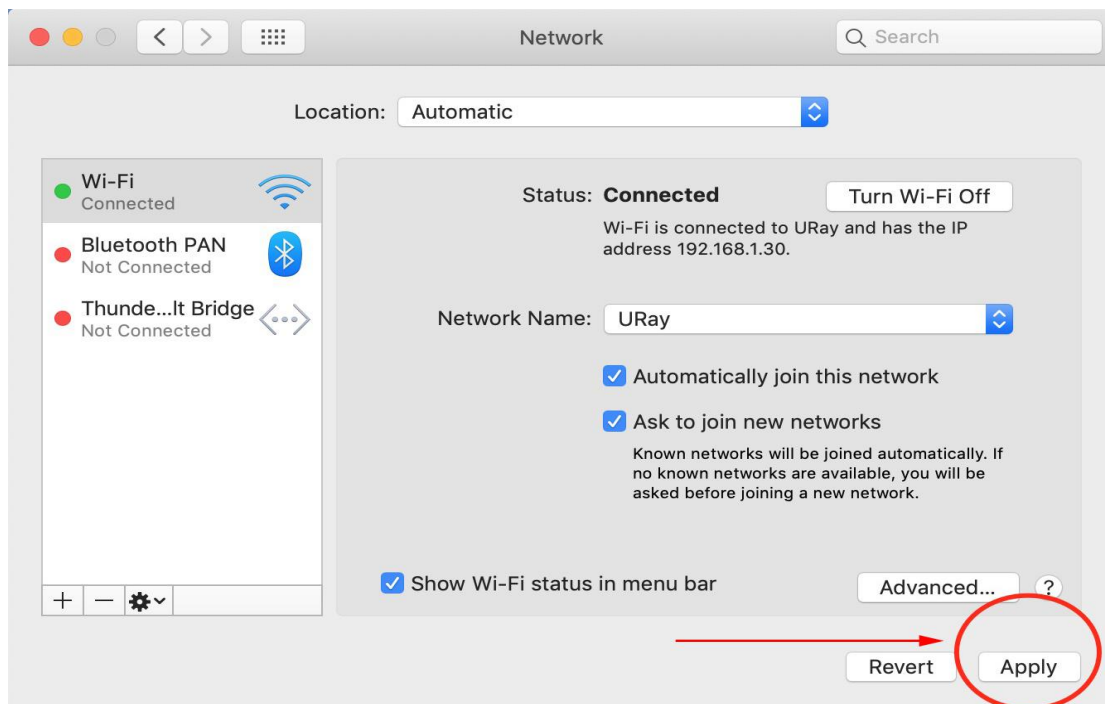 Network
Search
Location: Automatic
Wi-Fi
Connected
Bluetooth PAN
Not Connected
Thunde...lt Bridge
Not Connected
Status: Connected
Turn Wi-Fi Off
Wi-Fi is connected to URay and has the IP
address 192.168.1.30.
Network Name: URay
Automatically join this network
Ask to join new networks
Known networks will be joined automatically. If
no known networks are available, you will be
asked before joining a new network.
Show Wi-Fi status in menu bar
Advanced...
?
Revert
Apply